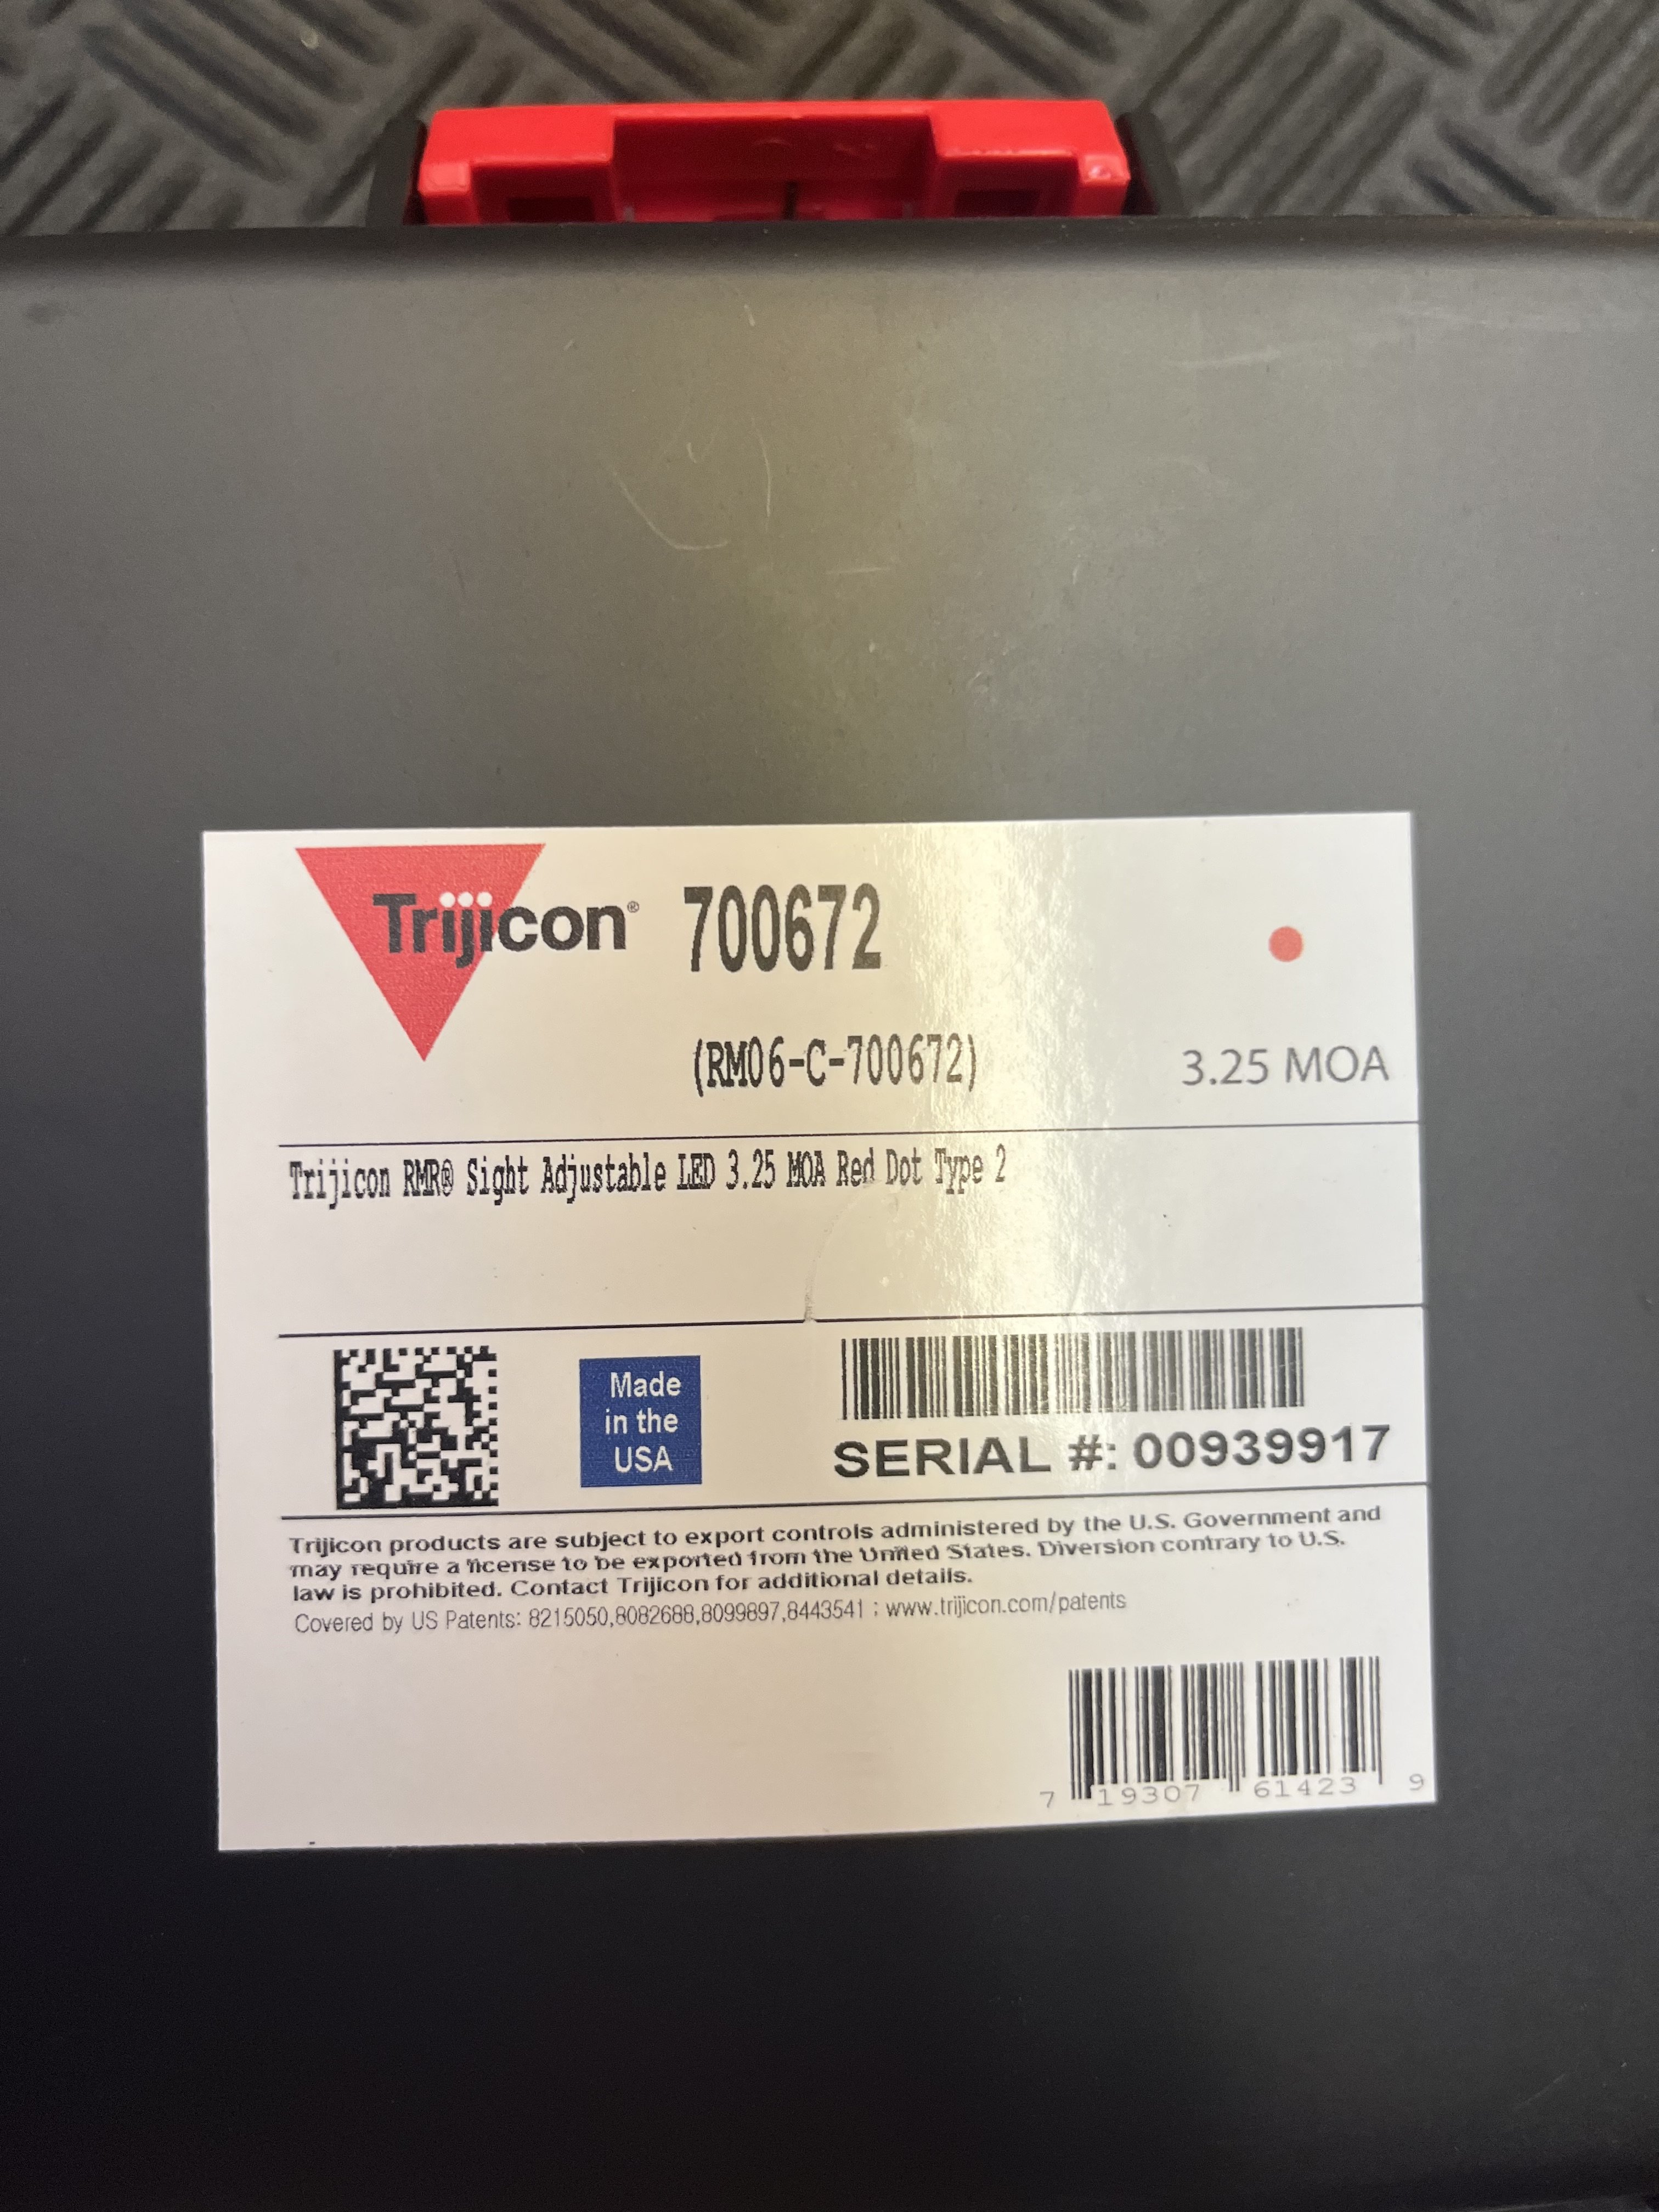 Trijicon® 700672
(RM06-C-700672)
3.25 MOA
Trijicon RMR® Sight Adjustable LED 3.25 MOA Red Dot Type 2
Made
in the
USA
SERIAL #: 00939917
Trijicon products are subject to export controls administered by the U.S. Government and
may require a license to be exported from the United States. Diversion contrary to U.S.
law is prohibited. Contact Trijicon for additional details.
Covered by US Patents: 8215050,8082688,8099897,8443541 ; www.trijicon.com/patents
7 19307 61423 9